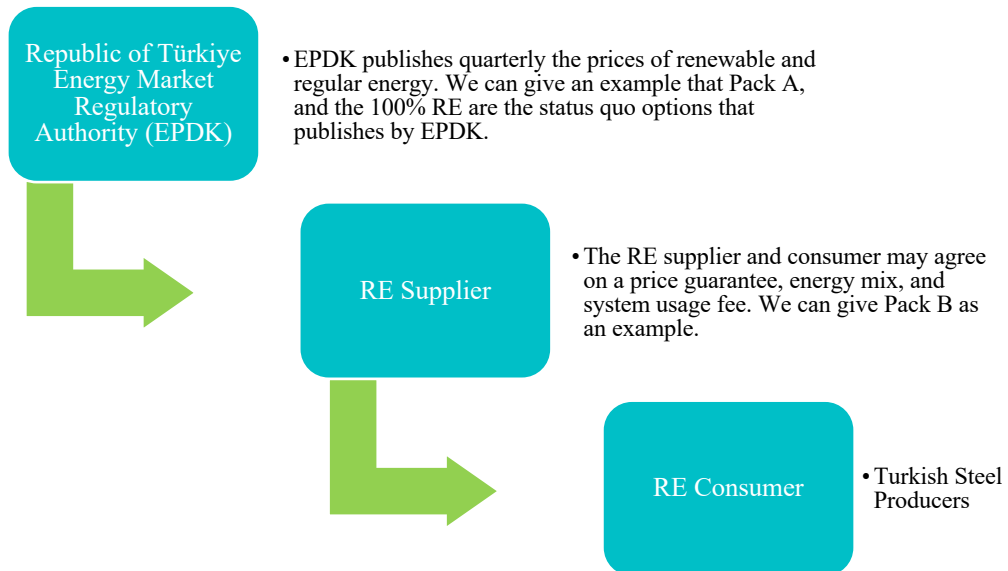 Republic of Türkiye
Energy Market
Regulatory
Authority (EPDK)
• EPDK publishes quarterly the prices of renewable and
regular energy. We can give an example that Pack A,
and the 100% RE are the status quo options that
publishes by EPDK.
RE Supplier
• The RE supplier and consumer may agree
on a price guarantee, energy mix, and
system usage fee. We can give Pack B as
an example.
RE Consumer
• Turkish Steel
Producers